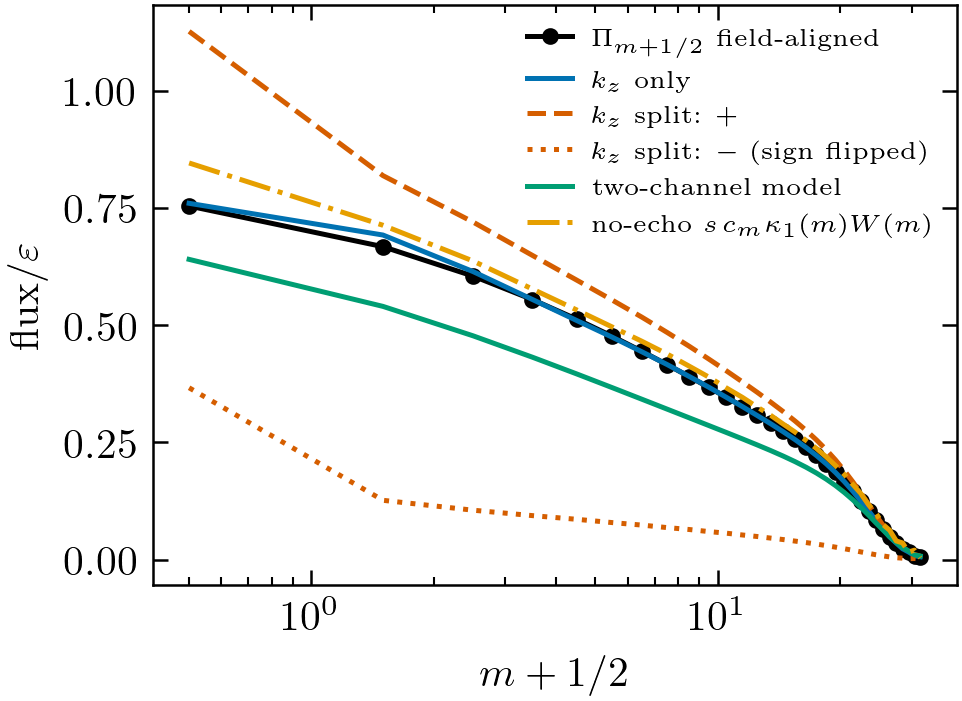 Π_{m+1/2} field-aligned
k_z only
k_z split: +
k_z split: − (sign flipped)
two-channel model
no-echo s c_m κ_1(m)W(m)
1.00
0.75
0.50
0.25
0.00
flux/ε
10^0 10^1
m + 1/2